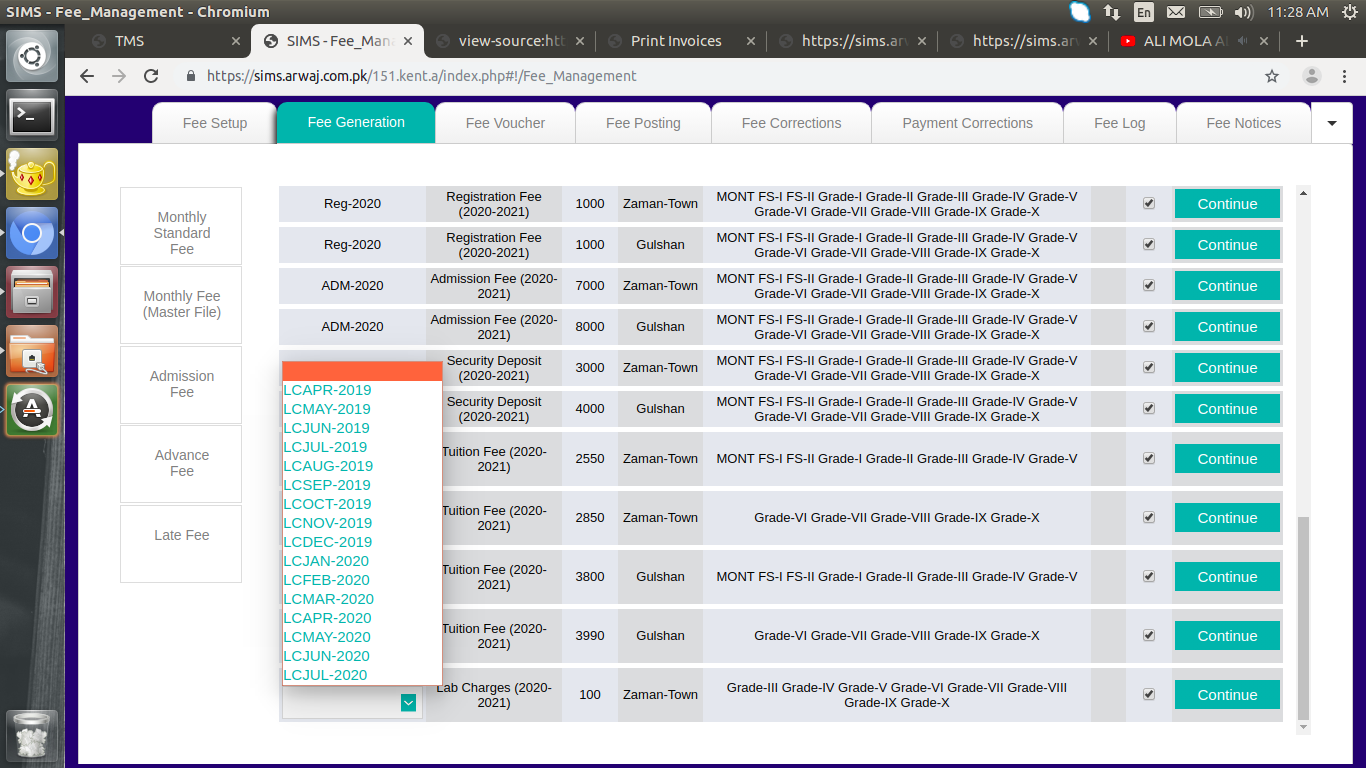 SIMS - Fee_Management - Chromium
En
11:28 AM
TMS
SIMS - Fee_Mana
view-source:htt
Print Invoices
https://sims.arw
https://sims.arw
ALI MOLA A
https://sims.arwaj.com.pk/151.kent.a/index.php#!/Fee_Management
Fee Setup
Fee Generation
Fee Voucher
Fee Posting
Fee Corrections
Payment Corrections
Fee Log
Fee Notices
Monthly
Standard
Fee
Monthly Fee
(Master File)
Admission
Fee
Advance
Fee
Late Fee
Reg-2020
Registration Fee
(2020-2021)
1000
Zaman-Town
MONT FS-I FS-II Grade-I Grade-II Grade-III Grade-IV Grade-V
Grade-VI Grade-VII Grade-VIII Grade-IX Grade-X
Continue
Reg-2020
Registration Fee
(2020-2021)
1000
Gulshan
MONT FS-I FS-II Grade-I Grade-II Grade-III Grade-IV Grade-V
Grade-VI Grade-VII Grade-VIII Grade-IX Grade-X
Continue
ADM-2020
Admission Fee (2020-
2021)
7000
Zaman-Town
MONT FS-I FS-II Grade-I Grade-II Grade-III Grade-IV Grade-V
Grade-VI Grade-VII Grade-VIII Grade-IX Grade-X
Continue
ADM-2020
Admission Fee (2020-
2021)
8000
Gulshan
MONT FS-I FS-II Grade-I Grade-II Grade-III Grade-IV Grade-V
Grade-VI Grade-VII Grade-VIII Grade-IX Grade-X
Continue
Security Deposit
(2020-2021)
3000
Zaman-Town
MONT FS-I FS-II Grade-I Grade-II Grade-III Grade-IV Grade-V
Grade-VI Grade-VII Grade-VIII Grade-IX Grade-X
Continue
Security Deposit
(2020-2021)
4000
Gulshan
MONT FS-I FS-II Grade-I Grade-II Grade-III Grade-IV Grade-V
Grade-VI Grade-VII Grade-VIII Grade-IX Grade-X
Continue
Tuition Fee (2020-
2021)
2550
Zaman-Town
MONT FS-I FS-II Grade-I Grade-II Grade-III Grade-IV Grade-V
Continue
Tuition Fee (2020-
2021)
2850
Zaman-Town
Grade-VI Grade-VII Grade-VIII Grade-IX Grade-X
Continue
Tuition Fee (2020-
2021)
3800
Gulshan
MONT FS-I FS-II Grade-I Grade-II Grade-III Grade-IV Grade-V
Continue
Tuition Fee (2020-
2021)
3990
Gulshan
Grade-VI Grade-VII Grade-VIII Grade-IX Grade-X
Continue
Lab Charges (2020-
2021)
100
Zaman-Town
Grade-III Grade-IV Grade-V Grade-VI Grade-VII Grade-VIII
Grade-IX Grade-X
Continue
LCAPR-2019
LCMAY-2019
LCJUN-2019
LCJUL-2019
LCAUG-2019
LCSEP-2019
LCOCT-2019
LCNOV-2019
LCDEC-2019
LCJAN-2020
LCFEB-2020
LCMAR-2020
LCAPR-2020
LCMAY-2020
LCJUN-2020
LCJUL-2020